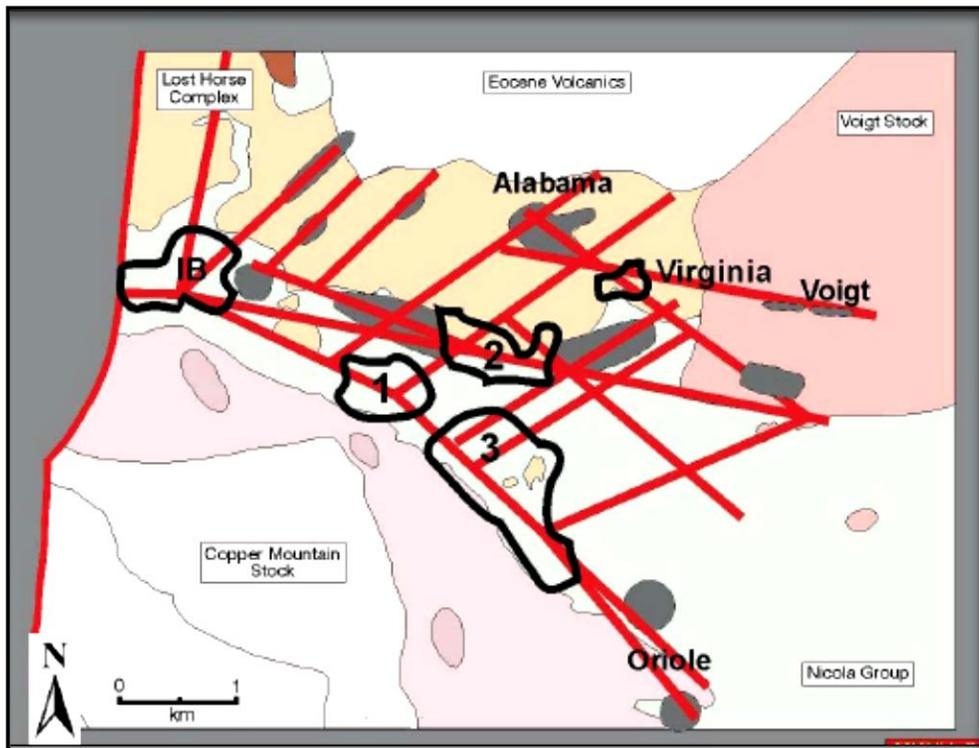 Lost Horse
Complex
Eocene Volcanics
Voigt Stock
Alabama
IB
Virginia
Voigt
2
1
3
Copper Mountain
Stock
N
Oriole
Nicola Group
0 1
km